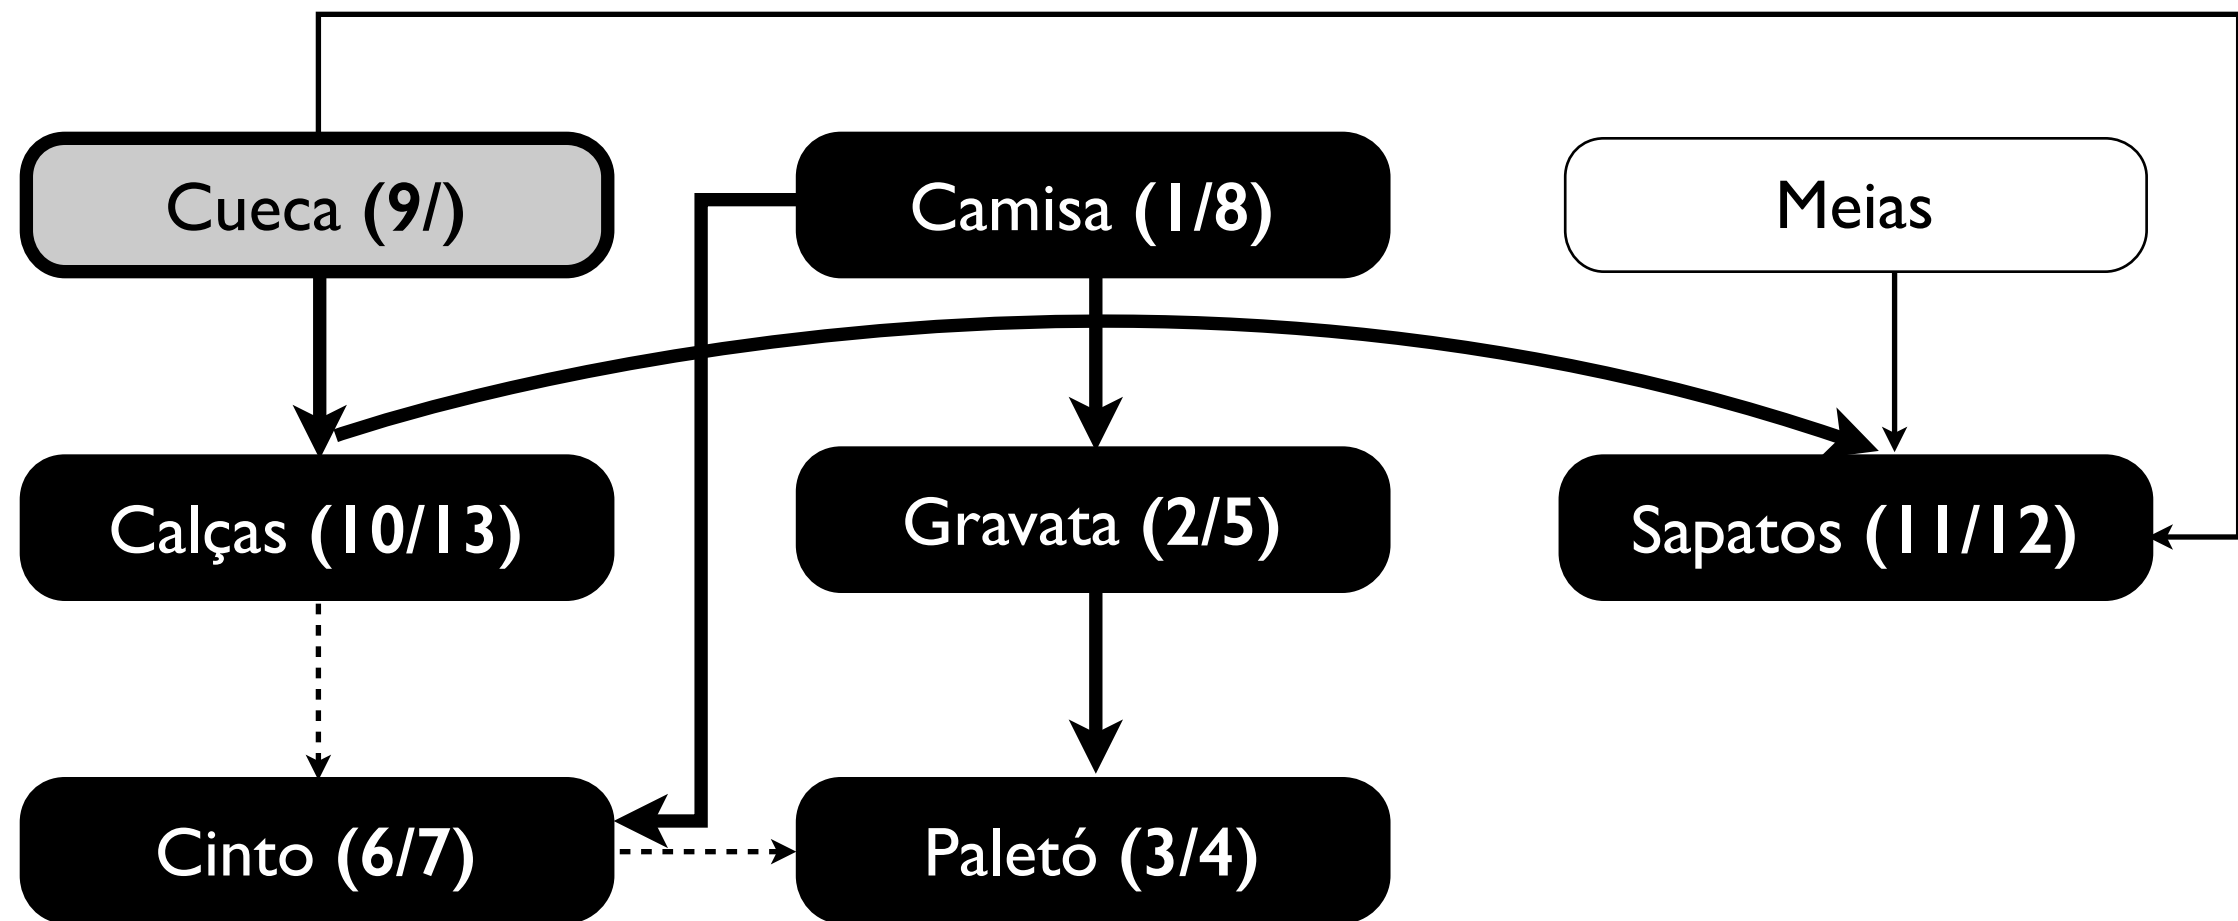 Cueca (9/)
Camisa (1/8)
Meias
Calças (10/13)
Gravata (2/5)
Sapatos (11/12)
Cinto (6/7)
Paletó (3/4)